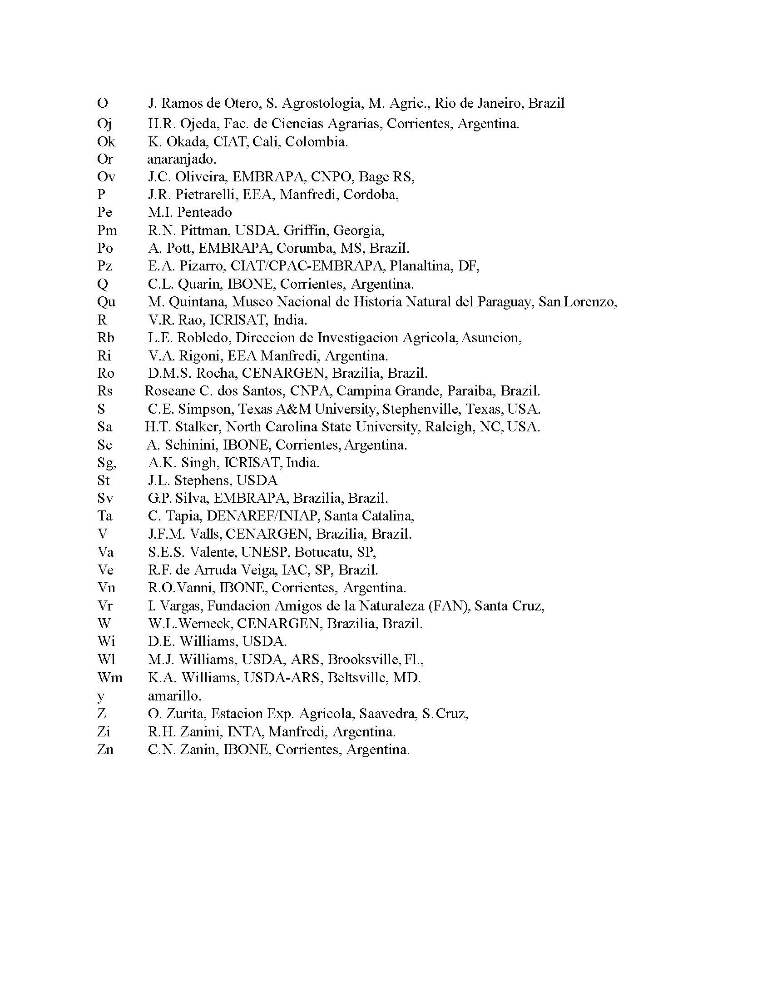 O J. Ramos de Otero, S. Agrostologia, M. Agric., Rio de Janeiro, Brazil
Oj H.R. Ojeda, Fac. de Ciencias Agrarias, Corrientes, Argentina.
Ok K. Okada, CIAT, Cali, Colombia.
Or anaranjado.
Ov J.C. Oliveira, EMBRAPA, CNPO, Bage RS,
P J.R. Pietrarelli, EEA, Manfredi, Cordoba,
Pe M.I. Penteado
Pm R.N. Pittman, USDA, Griffin, Georgia,
Po A. Pott, EMBRAPA, Corumba, MS, Brazil.
Pz E.A. Pizarro, CIAT/CPAC-EMBRAPA, Planaltina, DF,
Q C.L. Quarin, IBONE, Corrientes, Argentina.
Qu M. Quintana, Museo Nacional de Historia Natural del Paraguay, San Lorenzo,
R V.R. Rao, ICRISAT, India.
Rb L.E. Robledo, Direccion de Investigacion Agricola, Asuncion,
Ri V.A. Rigoni, EEA Manfredi, Argentina.
Ro D.M.S. Rocha, CENARGEN, Brazilia, Brazil.
Rs Roseane C. dos Santos, CNPA, Campina Grande, Paraiba, Brazil.
S C.E. Simpson, Texas A&M University, Stephenville, Texas, USA.
Sa H.T. Stalker, North Carolina State University, Raleigh, NC, USA.
Sc A. Schinini, IBONE, Corrientes, Argentina.
Sg, A.K. Singh, ICRISAT, India.
St J.L. Stephens, USDA
Sv G.P. Silva, EMBRAPA, Brazilia, Brazil.
Ta C. Tapia, DENAREF/INIAP, Santa Catalina,
V J.F.M. Valls, CENARGEN, Brazilia, Brazil.
Va S.E.S. Valente, UNESP, Botucatu, SP,
Ve R.F. de Arruda Veiga, IAC, SP, Brazil.
Vn R.O.Vanni, IBONE, Corrientes, Argentina.
Vr I. Vargas, Fundacion Amigos de la Naturaleza (FAN), Santa Cruz,
W W.L.Werneck, CENARGEN, Brazilia, Brazil.
Wi D.E. Williams, USDA.
Wl M.J. Williams, USDA, ARS, Brooksville, Fl.,
Wm K.A. Williams, USDA-ARS, Beltsville, MD.
y amarillo.
Z O. Zurita, Estacion Exp. Agricola, Saavedra, S. Cruz,
Zi R.H. Zanini, INTA, Manfredi, Argentina.
Zn C.N. Zanin, IBONE, Corrientes, Argentina.